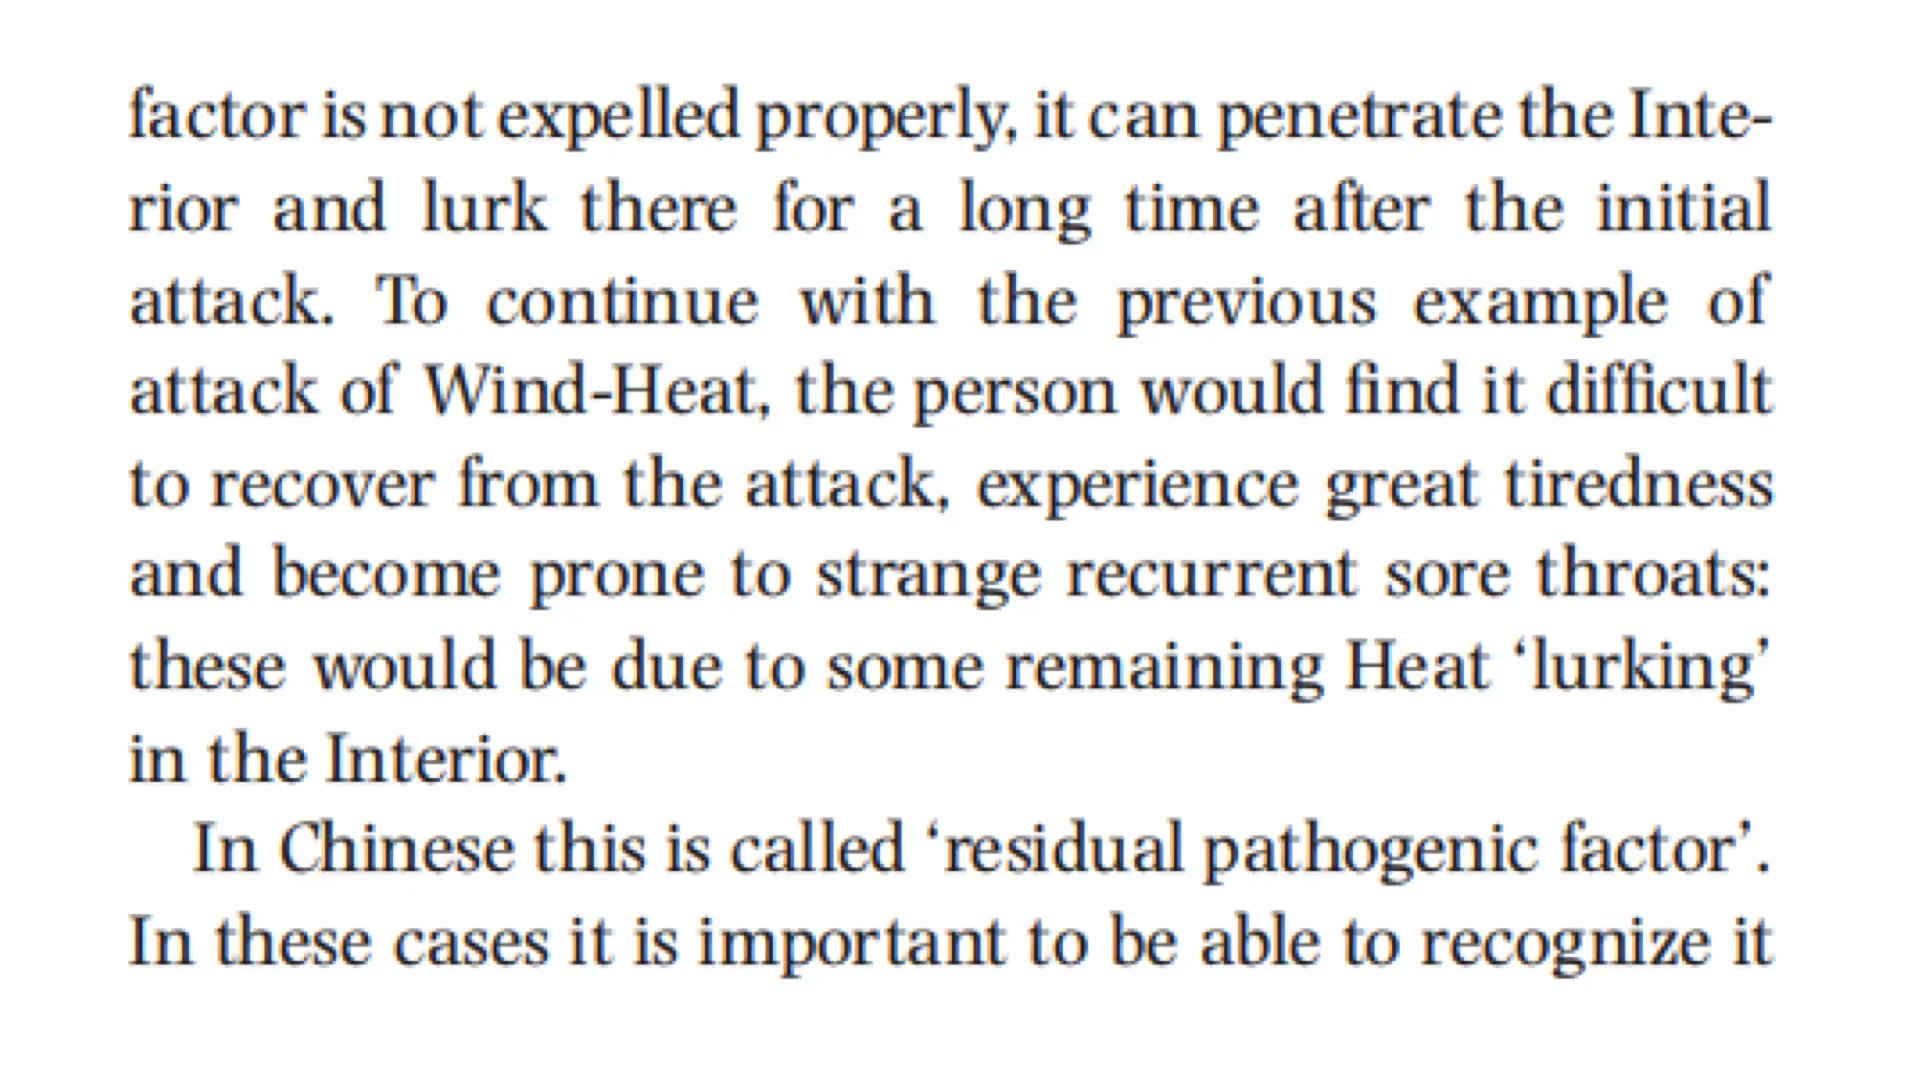 factor is not expelled properly, it can penetrate the Inte-
rior and lurk there for a long time after the initial
attack. To continue with the previous example of
attack of Wind-Heat, the person would find it difficult
to recover from the attack, experience great tiredness
and become prone to strange recurrent sore throats:
these would be due to some remaining Heat ‘lurking’
in the Interior.
In Chinese this is called ‘residual pathogenic factor’.
In these cases it is important to be able to recognize it